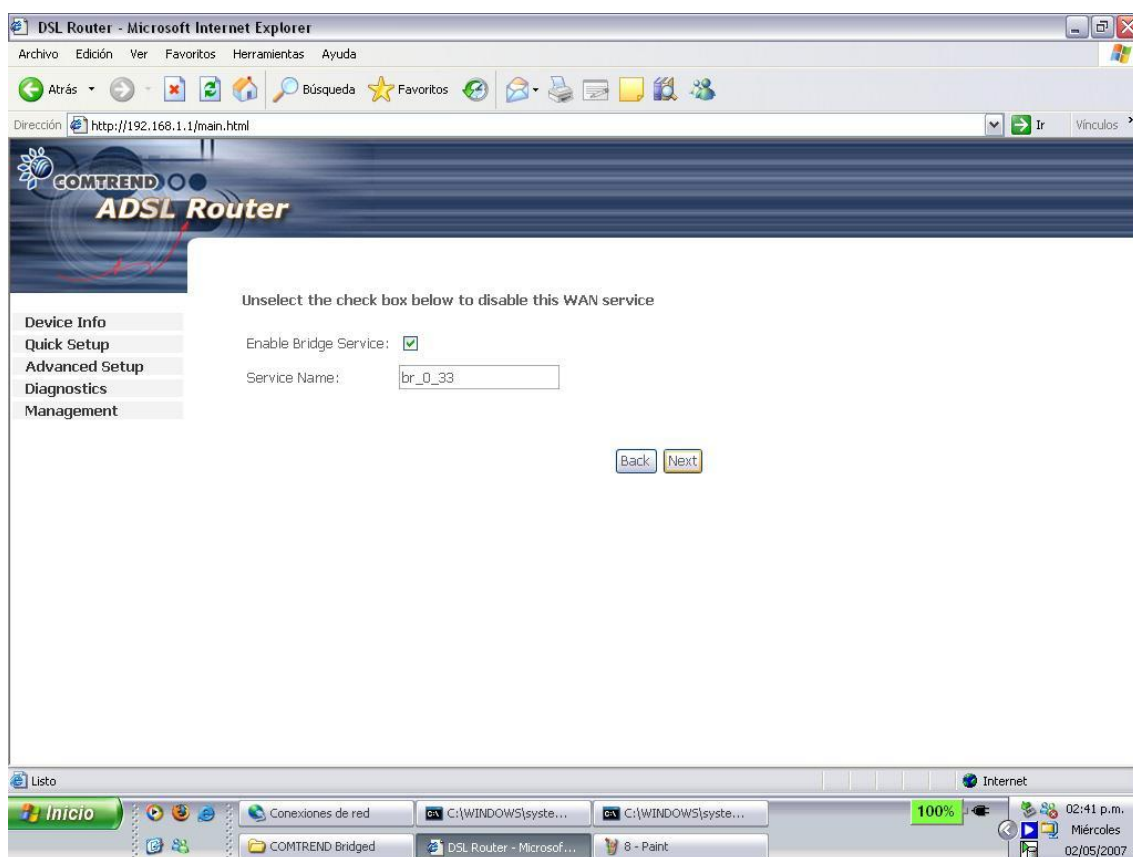 DSL Router - Microsoft Internet Explorer
Archivo Edición Ver Favoritos Herramientas Ayuda
Atrás Búsqueda Favoritos
Dirección http://192.168.1.1/main.html Ir Vínculos
COMTREND
ADSL Router
Device Info
Quick Setup
Advanced Setup
Diagnostics
Management
Unselect the check box below to disable this WAN service
Enable Bridge Service:
Service Name: br_0_33
Back Next
Listo Internet
Inicio Conexiones de red C:\WINDOWS\syste... C:\WINDOWS\syste... 100% 02:41 p.m.
Miércoles
COMTREND Bridged DSL Router - Microsof... 8 - Paint 02/05/2007